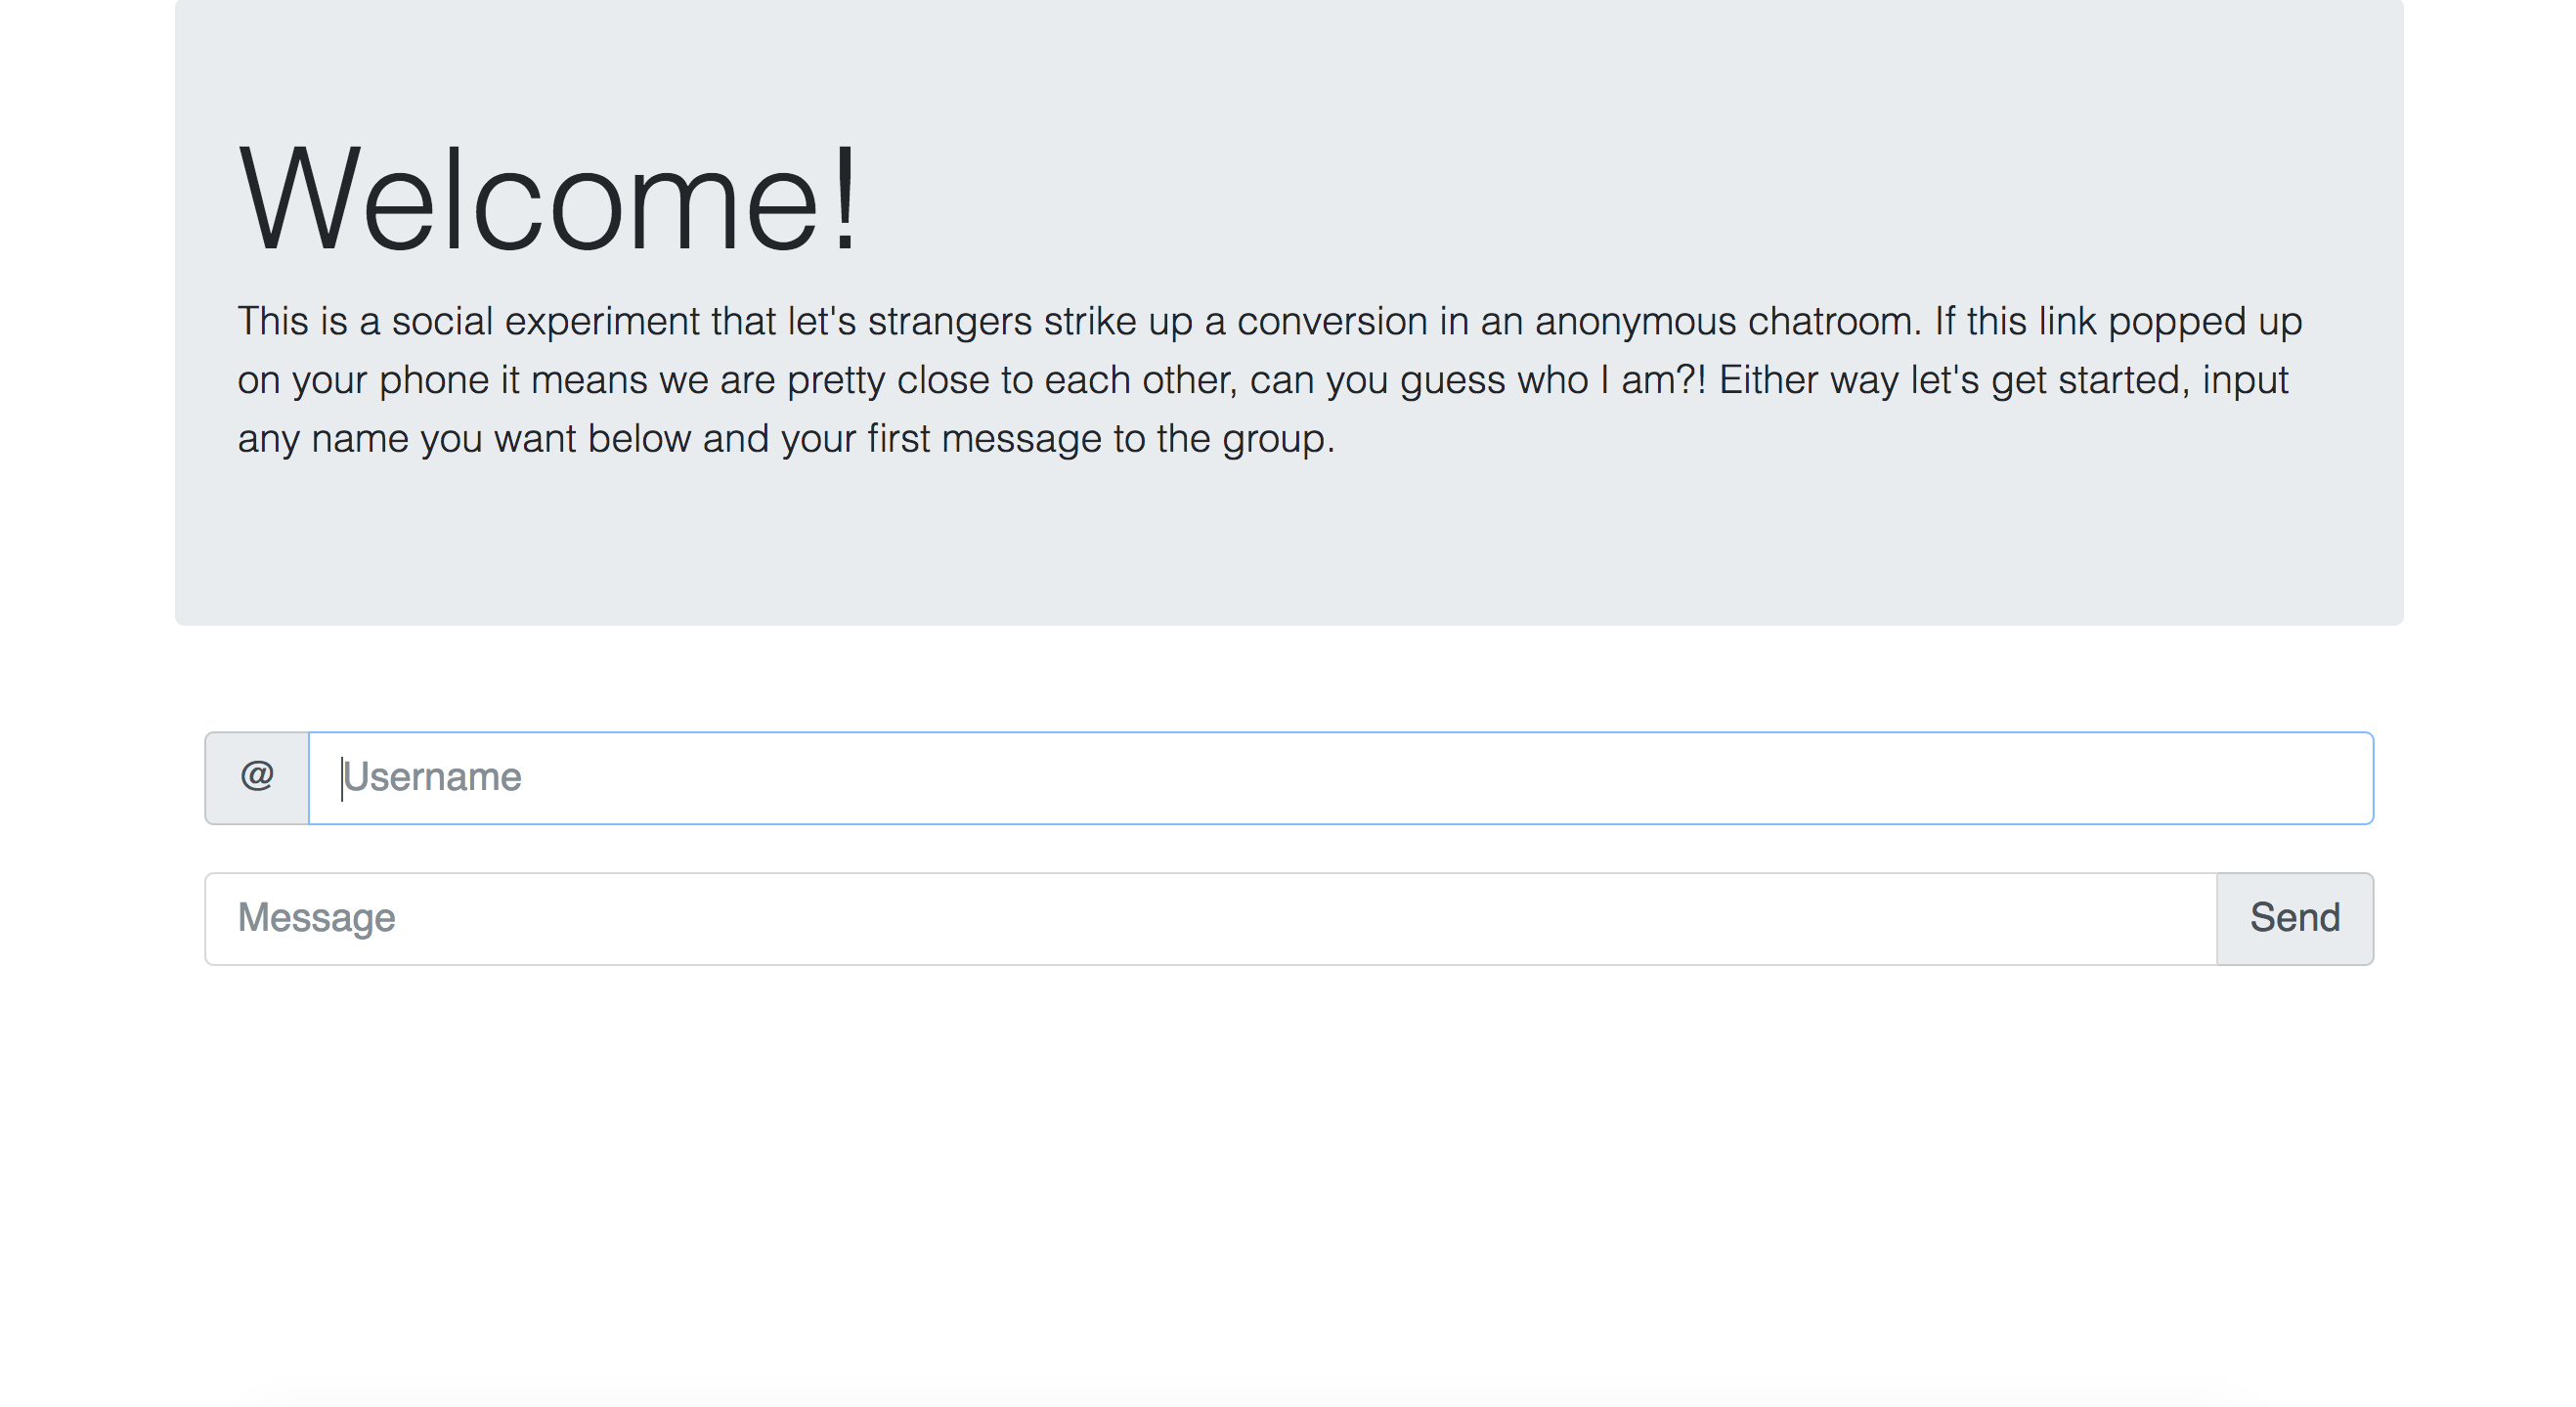 Welcome!
This is a social experiment that let's strangers strike up a conversion in an anonymous chatroom. If this link popped up
on your phone it means we are pretty close to each other, can you guess who I am?! Either way let's get started, input
any name you want below and your first message to the group.
@ Username
Message Send